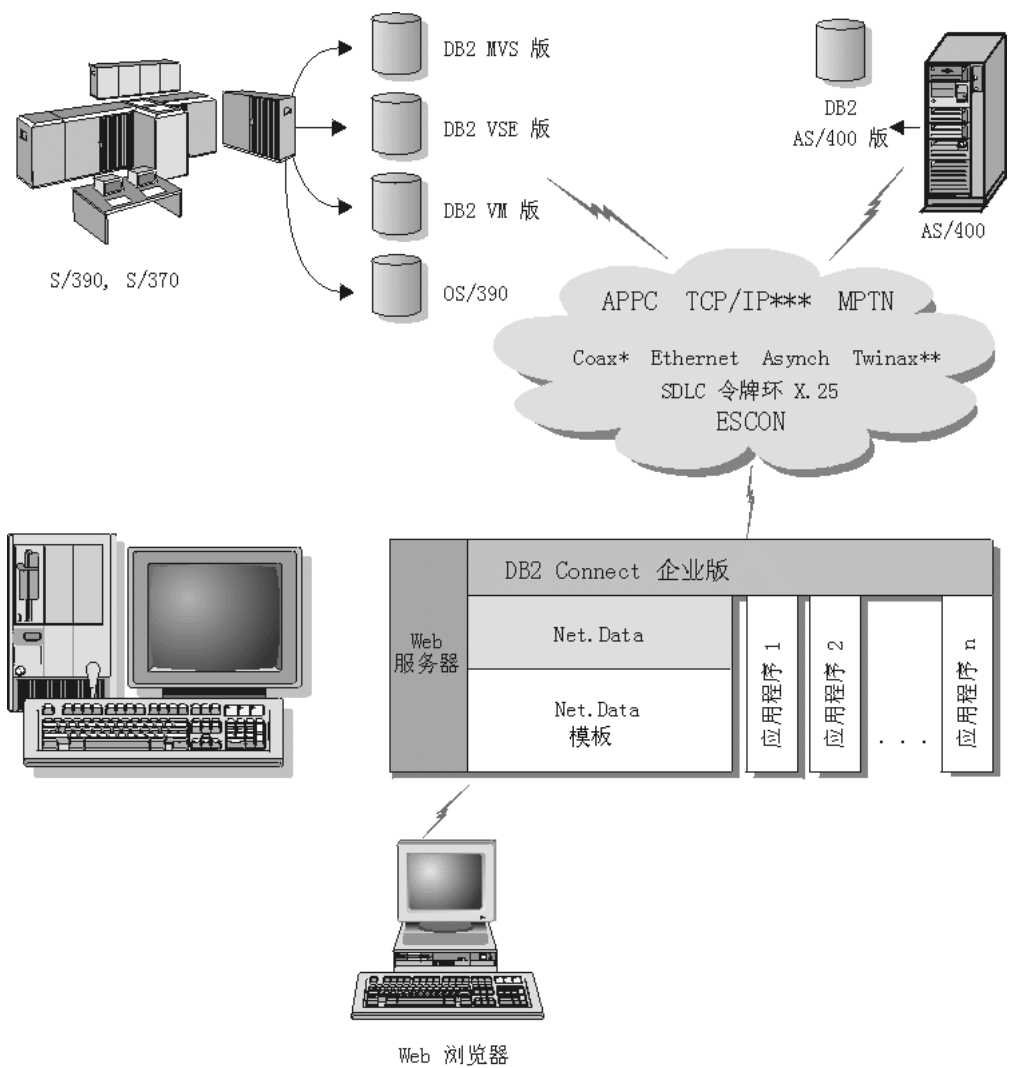 DB2 MVS 版
DB2 VSE 版
DB2 VM 版
OS/390
S/390, S/370
DB2
AS/400 版
AS/400
APPC TCP/IP*** MPTN
Coax* Ethernet Asynch Twinax**
SDLC 令牌环 X.25
ESCON
DB2 Connect 企业版
Web
服务器
Net.Data
Net.Data
模板
应用程序 1
应用程序 2
. . .
应用程序 n
Web 浏览器